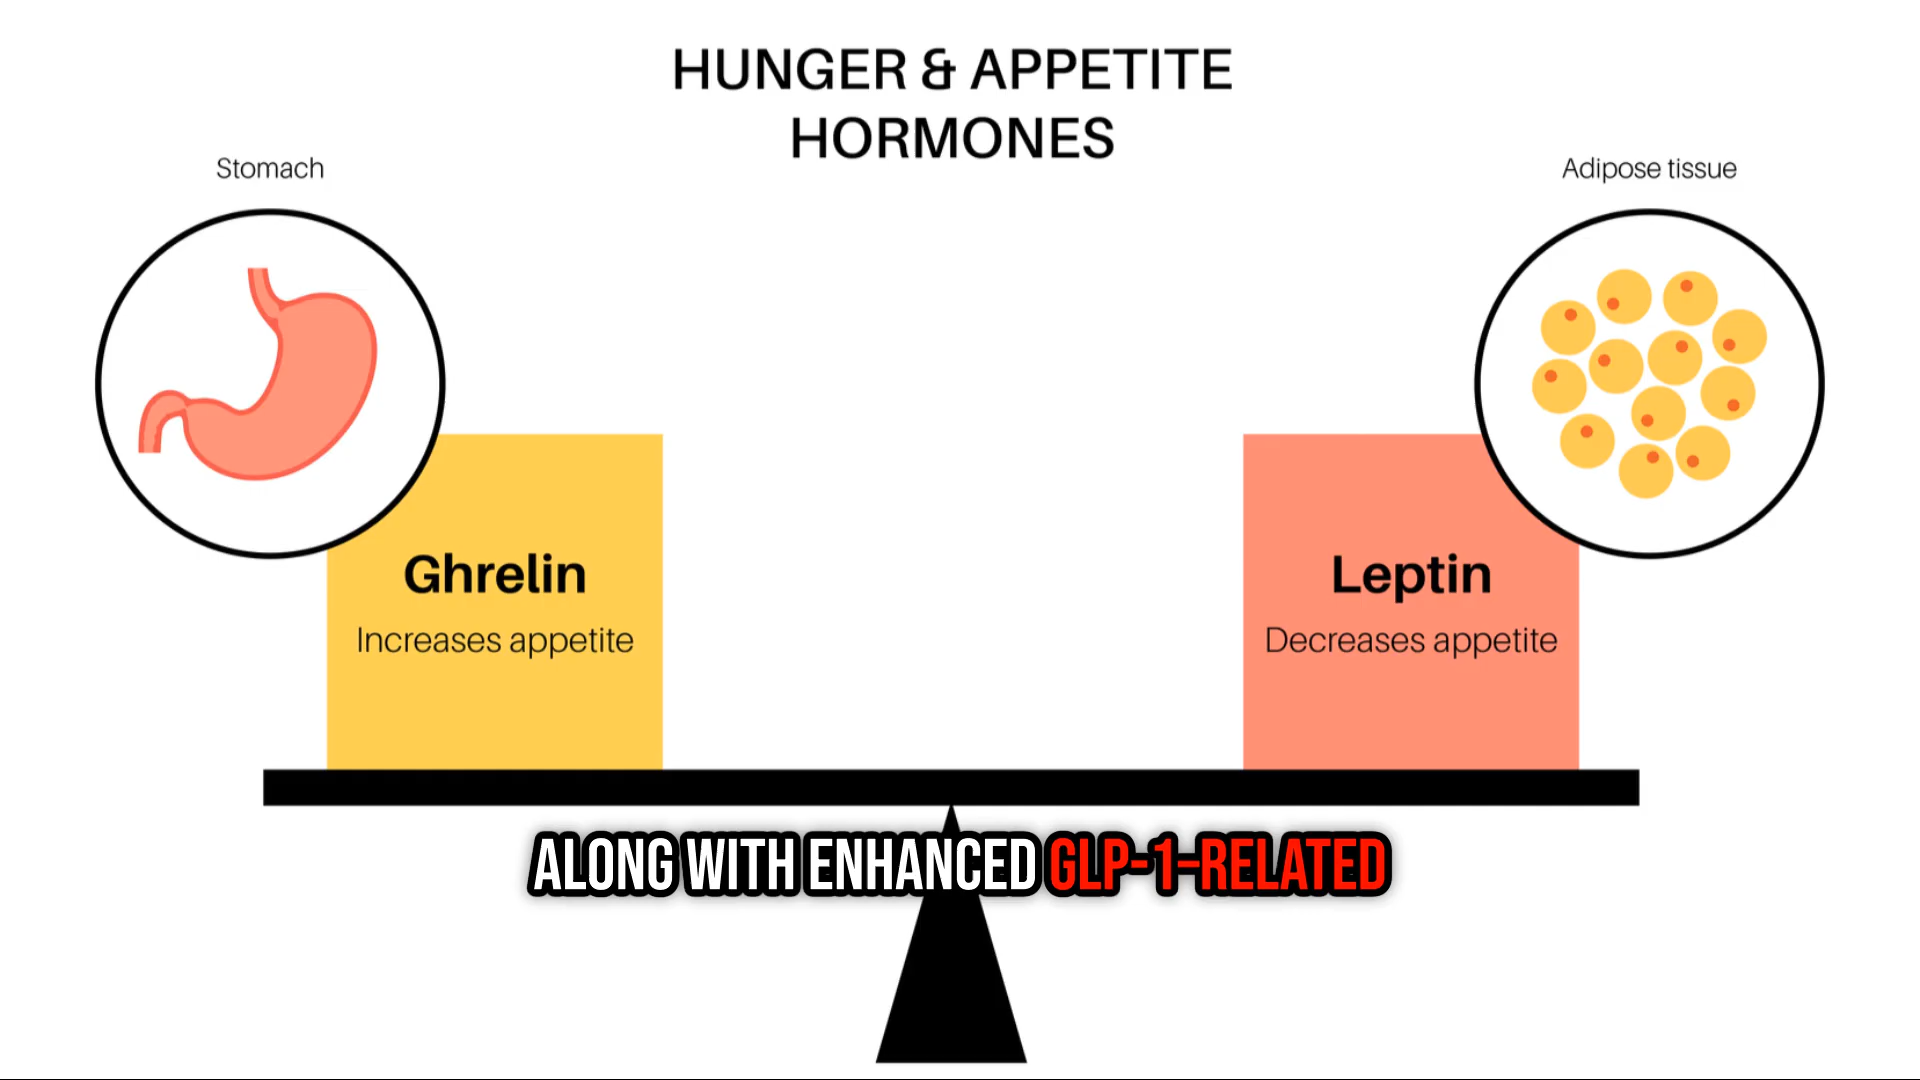 HUNGER & APPETITE
HORMONES
Stomach
Adipose tissue
Ghrelin
Increases appetite
Leptin
Decreases appetite
ALONG WITH ENHANCED GLP-1-RELATED